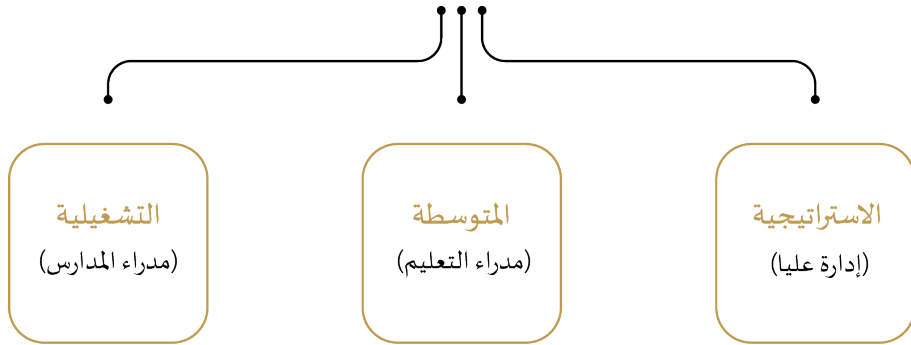 الاستراتيجية
(إدارة عليا)
المتوسطة
(مدراء التعليم)
التشغيلية
(مدراء المدارس)